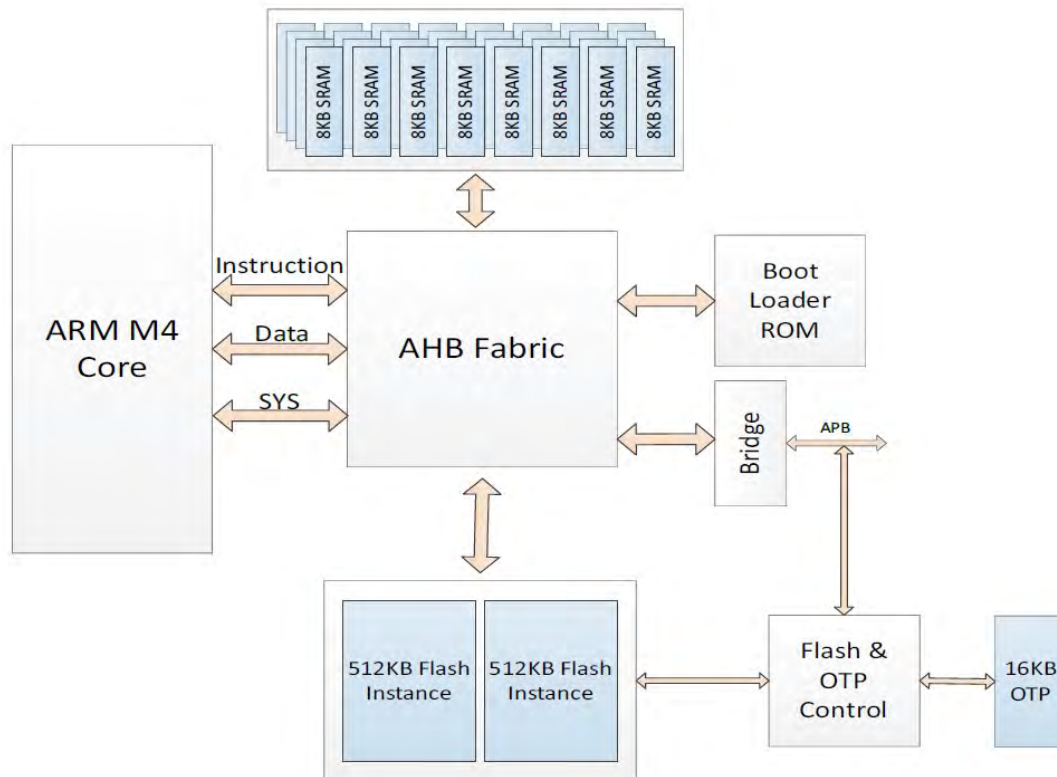 8KB SRAM
8KB SRAM
8KB SRAM
8KB SRAM
8KB SRAM
8KB SRAM
8KB SRAM
8KB SRAM
ARM M4
Core
Instruction
Data
SYS
AHB Fabric
Boot
Loader
ROM
Bridge
APB
512KB Flash
Instance
512KB Flash
Instance
Flash &
OTP
Control
16KB
OTP